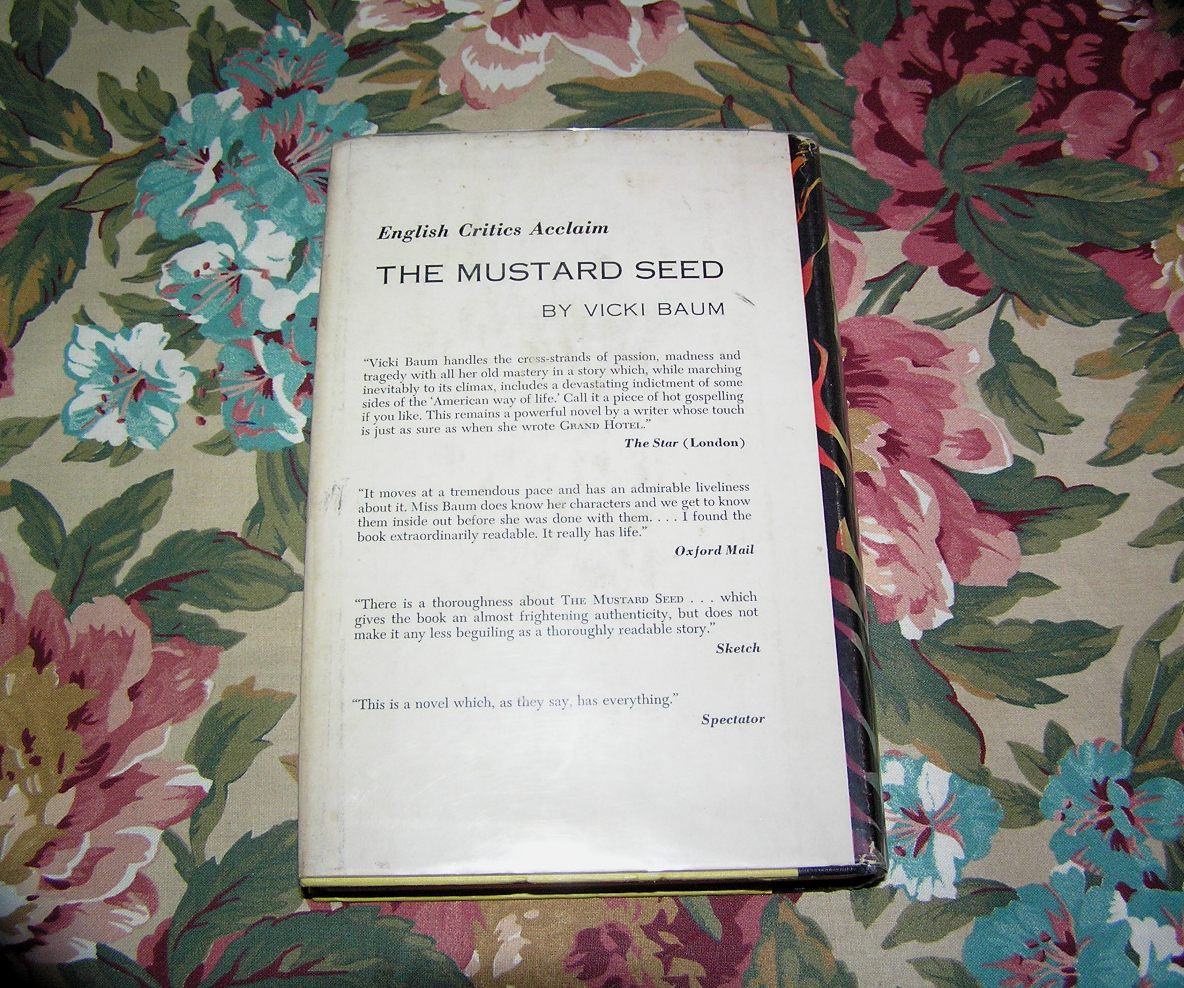 English Critics Acclaim
THE MUSTARD SEED
BY VICKI BAUM
“Vicki Baum handles the cross-strands of passion, madness and
tragedy with all her old mastery in a story which, while marching
inevitably to its climax, includes a devastating indictment of some
sides of the ‘American way of life.’ Call it a piece of hot gospelling
if you like. This remains a powerful novel by a writer whose touch
is just as sure as when she wrote GRAND HOTEL.”
The Star (London)
“It moves at a tremendous pace and has an admirable liveliness
about it. Miss Baum does know her characters and we get to know
them inside out before she was done with them. . . . I found the
book extraordinarily readable. It really has life.”
Oxford Mail
“There is a thoroughness about THE MUSTARD SEED . . . which
gives the book an almost frightening authenticity, but does not
make it any less beguiling as a thoroughly readable story.”
Sketch
“This is a novel which, as they say, has everything.”
Spectator